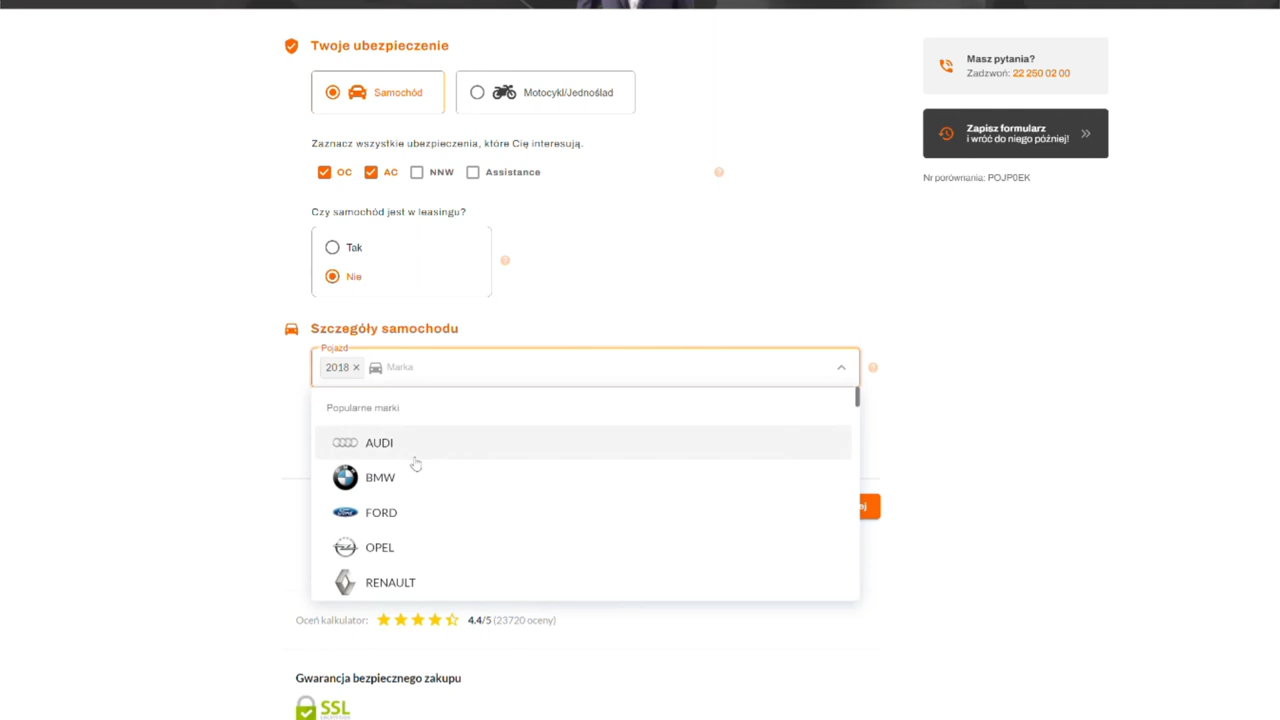 Twoje ubezpieczenie
Samochód
Motocykl/Jednoślad
Zaznacz wszystkie ubezpieczenia, które Cię interesują.
OC AC NNW Assistance
?
Czy samochód jest w leasingu?
Tak
Nie
?
Szczegóły samochodu
Pojazd
2018 × Marka
?
Popularne marki
AUDI
BMW
FORD
OPEL
RENAULT
Oceń kalkulator: 4.4/5 (23720 oceny)
Gwarancja bezpiecznego zakupu
SSL
Masz pytania?
Zadzwoń: 22 250 02 00
Zapisz formularz
i wróć do niego później!
Nr porównania: POJP0EK